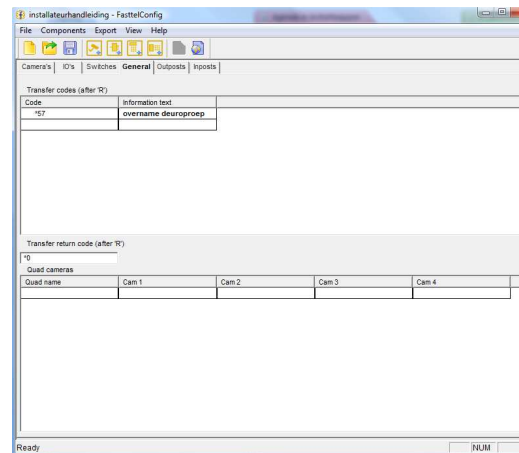 installateurhandleiding - FasttelConfig
File Components Export View Help
Camera's IO's Switches General Outposts Inposts
Transfer codes (after 'R')
Code Information text
*57 overname deuroproep
Transfer return code (after 'R')
*0
Quad cameras
Quad name Cam 1 Cam 2 Cam 3 Cam 4
Ready NUM